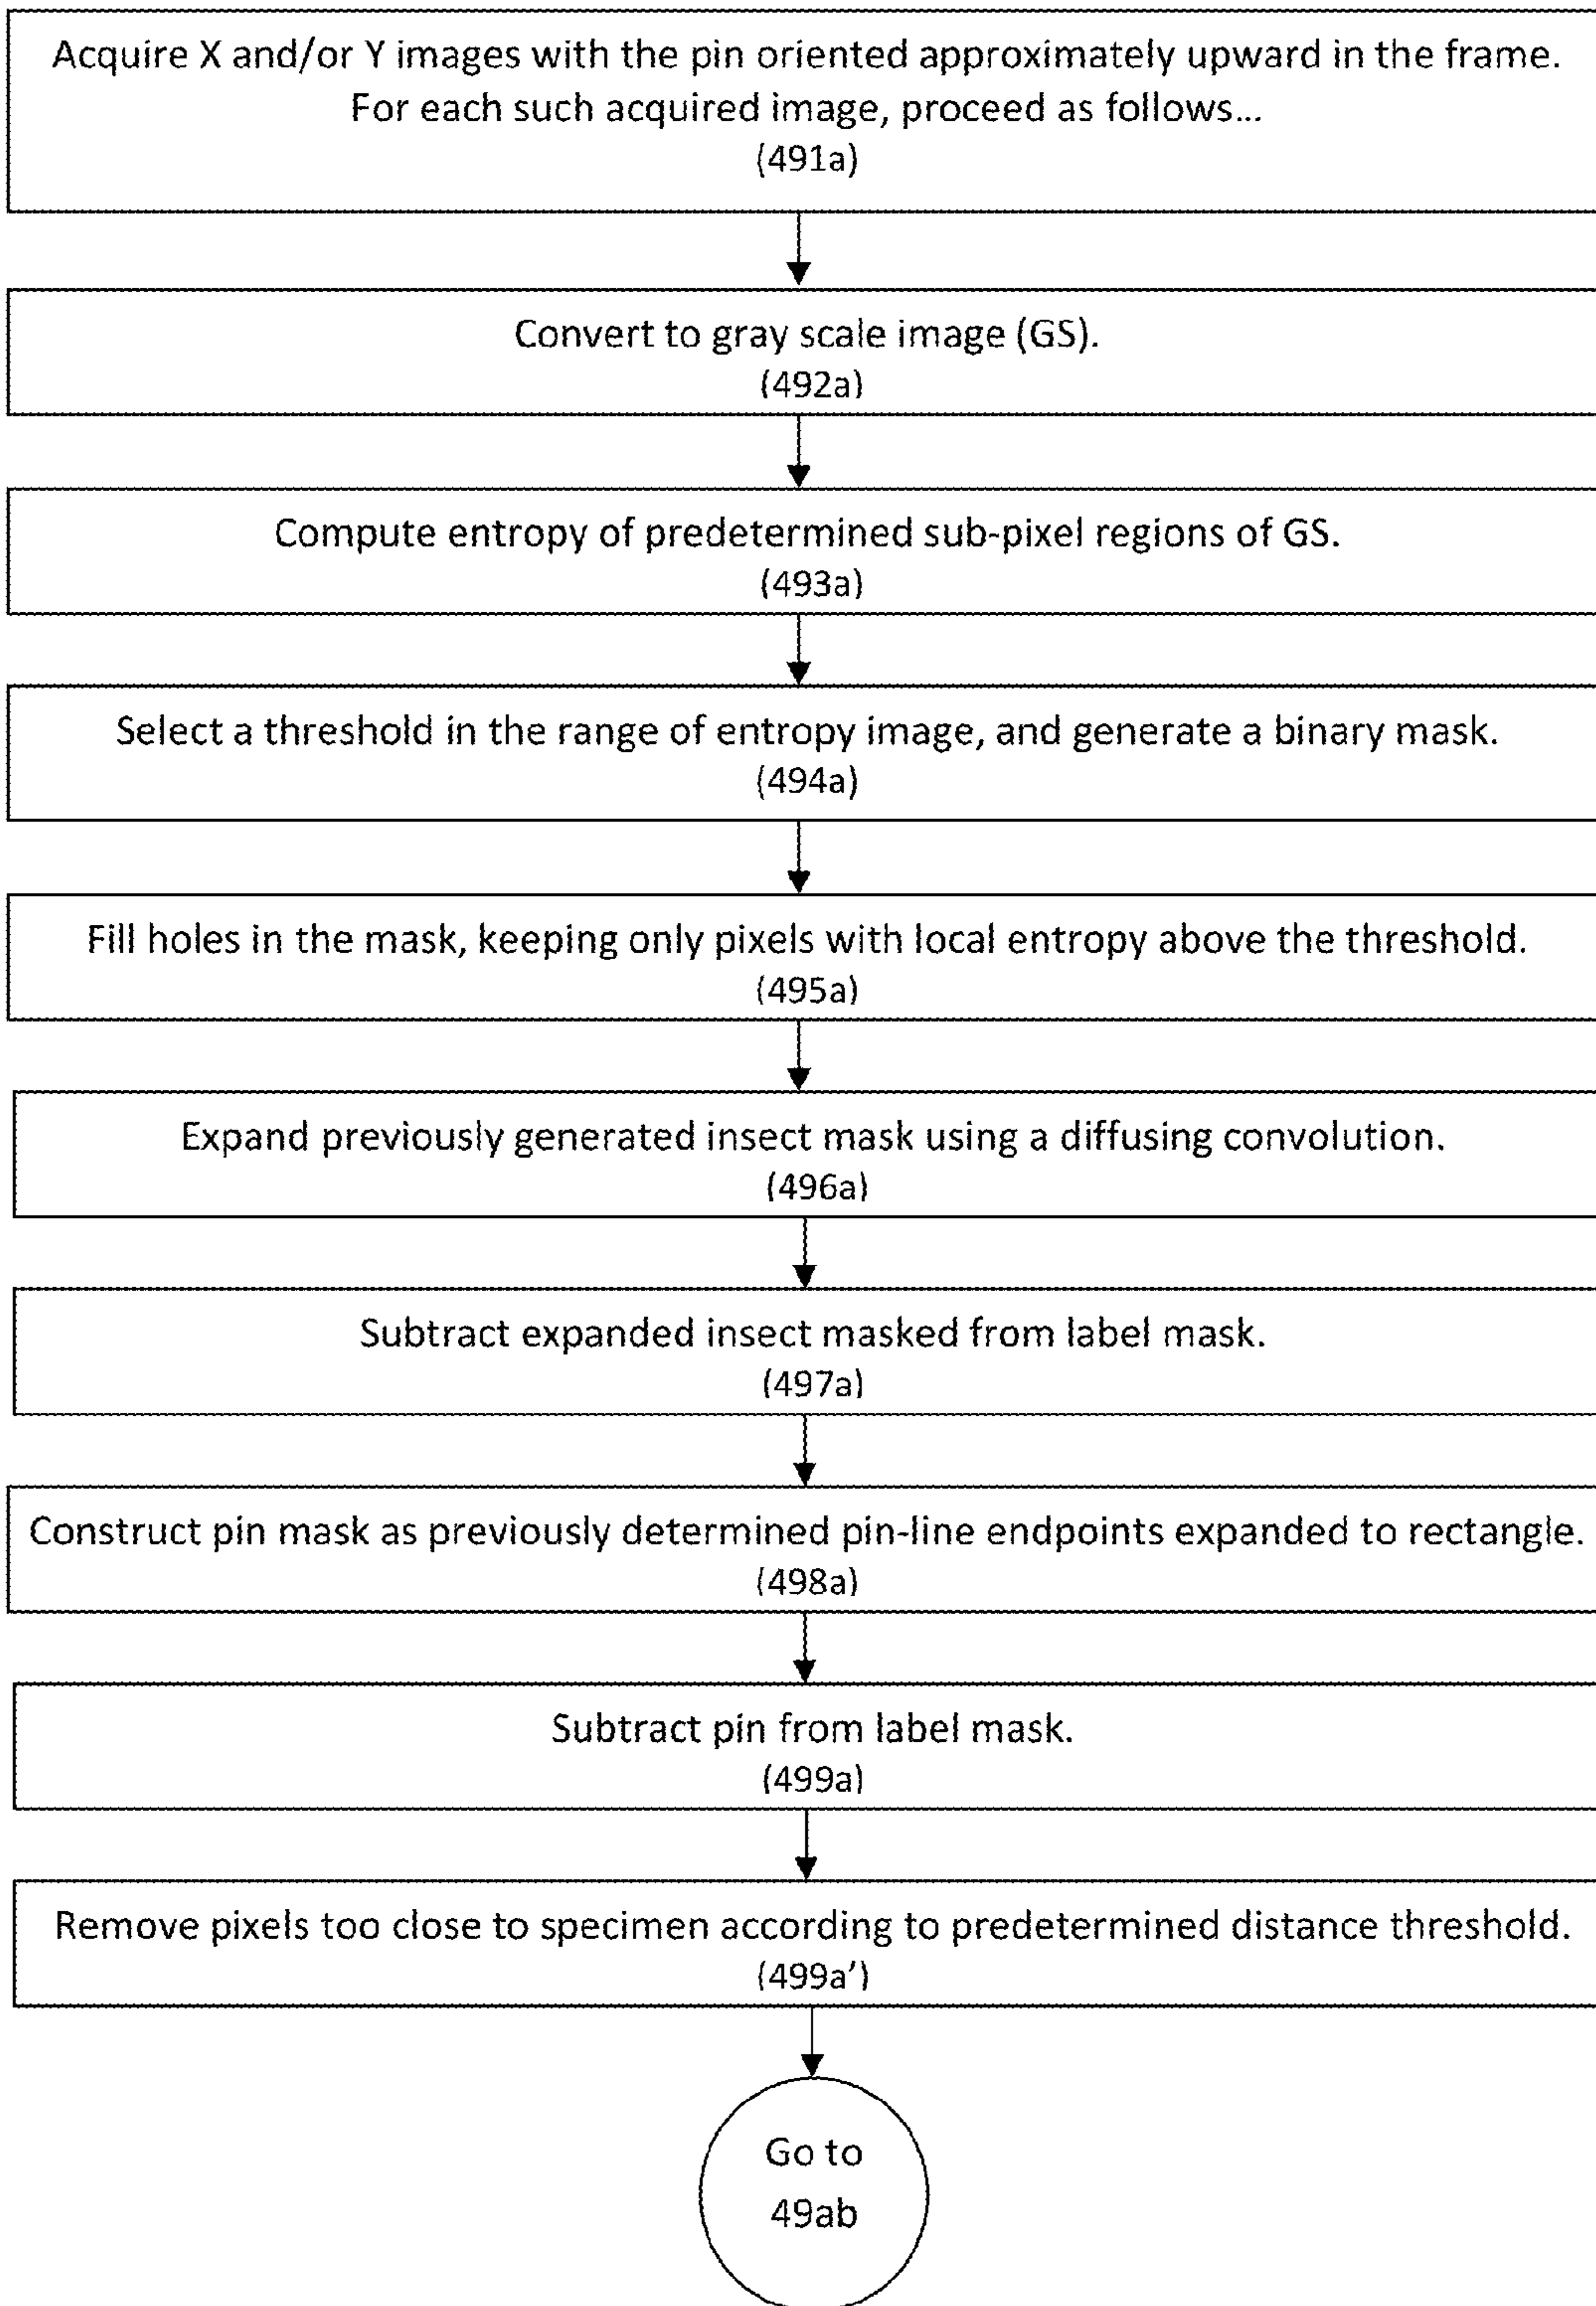 Acquire X and/or Y images with the pin oriented approximately upward in the frame.
For each such acquired image, proceed as follows...
(491a)
Convert to gray scale image (GS).
(492a)
Compute entropy of predetermined sub-pixel regions of GS.
(493a)
Select a threshold in the range of entropy image, and generate a binary mask.
(494a)
Fill holes in the mask, keeping only pixels with local entropy above the threshold.
(495a)
Expand previously generated insect mask using a diffusing convolution.
(496a)
Subtract expanded insect masked from label mask.
(497a)
Construct pin mask as previously determined pin-line endpoints expanded to rectangle.
(498a)
Subtract pin from label mask.
(499a)
Remove pixels too close to specimen according to predetermined distance threshold.
(499a’)
Go to
49ab